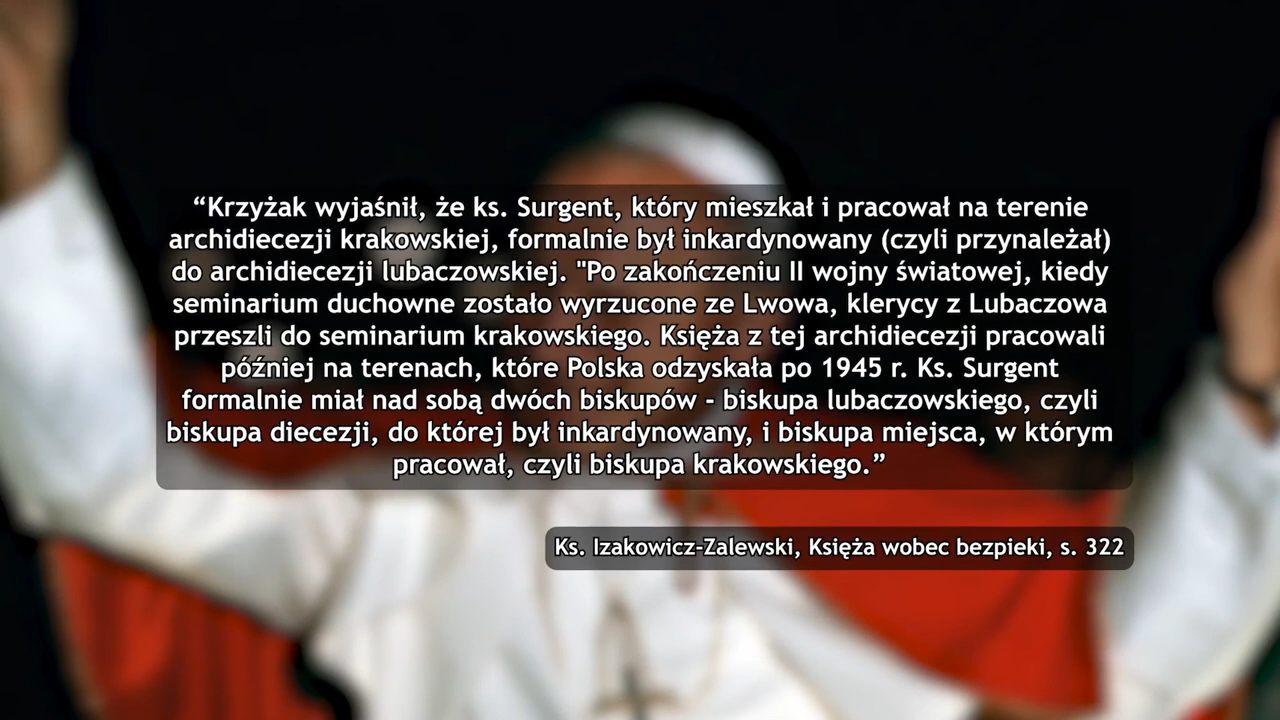 “Krzyżak wyjaśnił, że ks. Surgent, który mieszkał i pracował na terenie
archidiecezji krakowskiej, formalnie był inkardynowany (czyli przynależał)
do archidiecezji lubaczowskiej. "Po zakończeniu II wojny światowej, kiedy
seminarium duchowne zostało wyrzucone ze Lwowa, klerycy z Lubaczowa
przeszli do seminarium krakowskiego. Księża z tej archidiecezji pracowali
później na terenach, które Polska odzyskała po 1945 r. Ks. Surgent
formalnie miał nad sobą dwóch biskupów - biskupa lubaczowskiego, czyli
biskupa diecezji, do której był inkardynowany, i biskupa miejsca, w którym
pracował, czyli biskupa krakowskiego.”
Ks. Izakowicz-Zalewski, Księża wobec bezpieki, s. 322